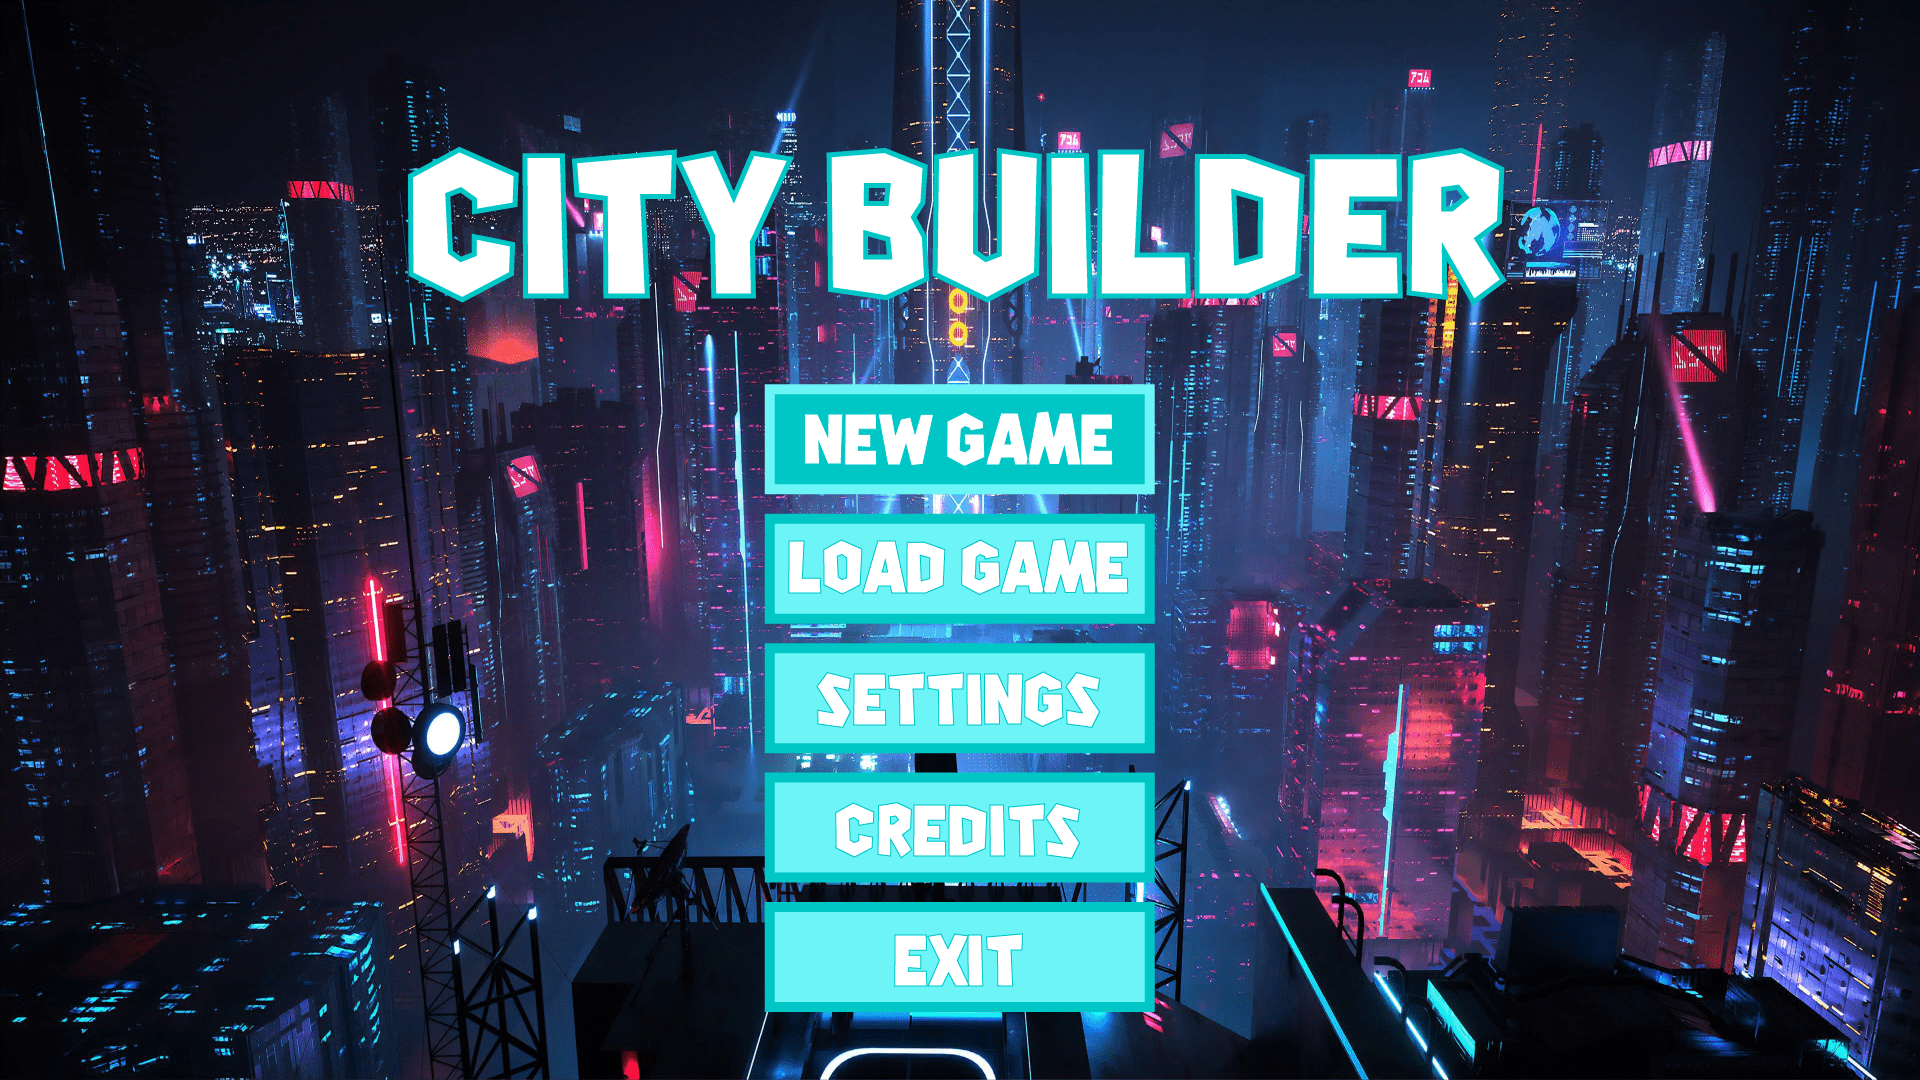 CITY BUILDER
NEW GAME
LOAD GAME
SETTINGS
CREDITS
EXIT